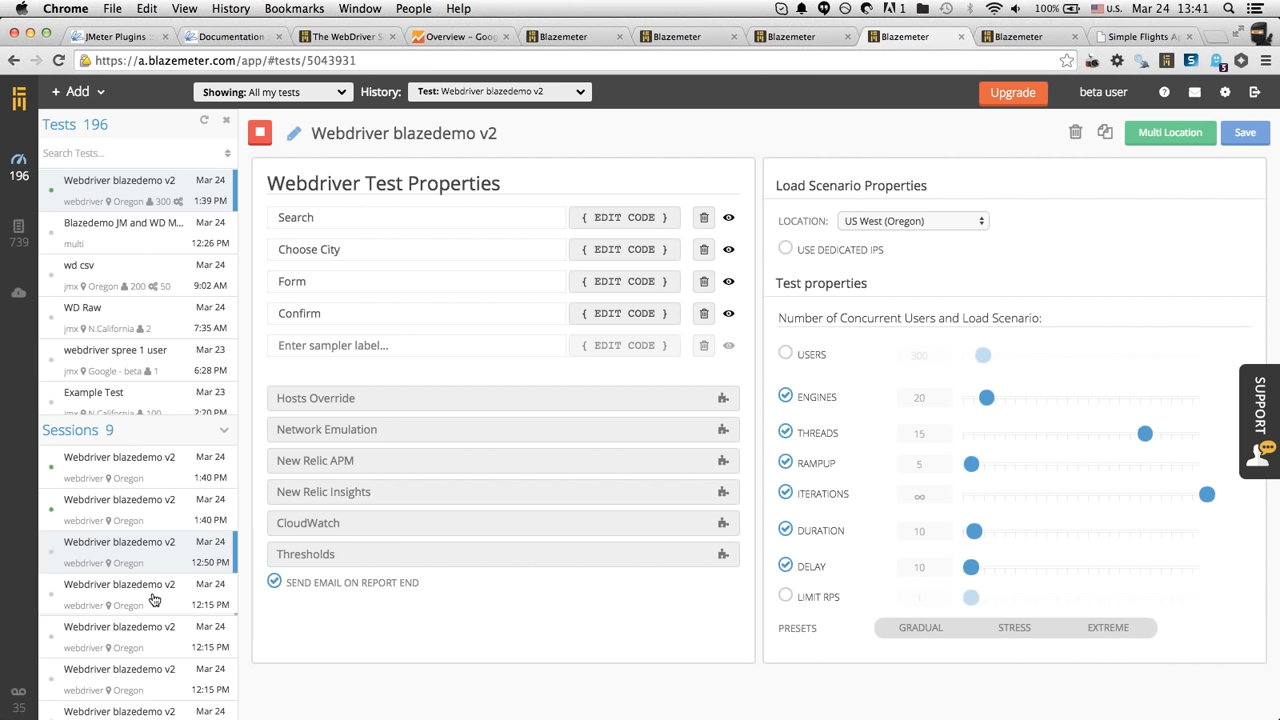 Chrome File Edit View History Bookmarks Window People Help
1 100% U.S. Mar 24 13:41
JMeter Plugins
Documentation
The WebDriver S
Overview – Goo
Blazemeter
Blazemeter
Blazemeter
Blazemeter
Blazemeter
Simple Flights Ap
https://a.blazemeter.com/app/#tests/5043931
5
+ Add
Showing: All my tests
History:
Test: Webdriver blazedemo v2
Upgrade
beta user
196
739
35
Tests 196
Search Tests...
Webdriver blazedemo v2 Mar 24
webdriver Oregon 300 1:39 PM
Blazedemo JM and WD M... Mar 24
multi 12:26 PM
wd csv Mar 24
jmx Oregon 200 50 9:02 AM
WD Raw Mar 24
jmx N.California 2 7:35 AM
webdriver spree 1 user Mar 23
jmx Google - beta 1 6:28 PM
Example Test Mar 23
jmx N.California 100 2:20 PM
Sessions 9
Webdriver blazedemo v2 Mar 24
webdriver Oregon 1:40 PM
Webdriver blazedemo v2 Mar 24
webdriver Oregon 1:40 PM
Webdriver blazedemo v2 Mar 24
webdriver Oregon 12:50 PM
Webdriver blazedemo v2 Mar 24
webdriver Oregon 12:15 PM
Webdriver blazedemo v2 Mar 24
webdriver Oregon 12:15 PM
Webdriver blazedemo v2 Mar 24
webdriver Oregon 12:15 PM
Webdriver blazedemo v2 Mar 24
Webdriver blazedemo v2
Multi Location
Save
Webdriver Test Properties
Search { EDIT CODE }
Choose City { EDIT CODE }
Form { EDIT CODE }
Confirm { EDIT CODE }
Enter sampler label... { EDIT CODE }
Hosts Override
Network Emulation
New Relic APM
New Relic Insights
CloudWatch
Thresholds
SEND EMAIL ON REPORT END
Load Scenario Properties
LOCATION: US West (Oregon)
USE DEDICATED IPS
Test properties
Number of Concurrent Users and Load Scenario:
USERS 300
ENGINES 20
THREADS 15
RAMPUP 5
ITERATIONS ∞
DURATION 10
DELAY 10
LIMIT RPS 1
PRESETS GRADUAL STRESS EXTREME
SUPPORT